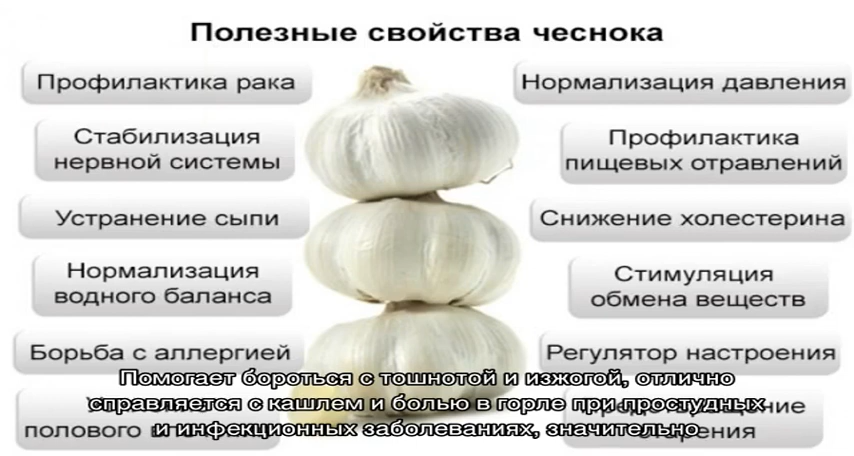 Полезные свойства чеснока
Профилактика рака
Стабилизация
нервной системы
Устранение сыпи
Нормализация
водного баланса
Борьба с аллергией
полового
Нормализация давления
Профилактика
пищевых отравлений
Снижение холестерина
Стимуляция
обмена веществ
Регулятор настроения
Помогает бороться с тошнотой и изжогой, отлично
справляется с кашлем и болью в горле при простудных
и инфекционных заболеваниях, значительно